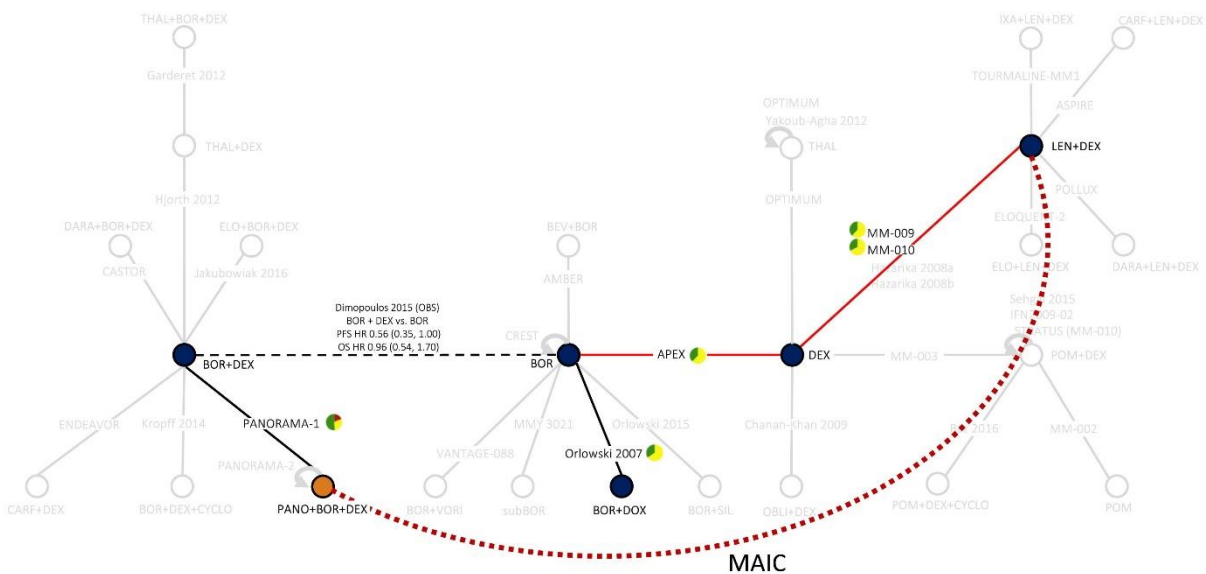 THAL+BOR+DEX
Garderet 2012
THAL+DEX
Hjorth 2012
DARA+BOR+DEX
ELO+BOR+DEX
CASTOR
Jakubowiak 2016
BOR+DEX
ENDEAVOR
Kropff 2014
PANORAMA-1
PANORAMA-2
CARF+DEX
BOR+DEX+CYCLO
PANO+BOR+DEX
Dimopoulos 2015 (OBS)
BOR + DEX vs. BOR
PFS HR 0.56 (0.35, 1.00)
OS HR 0.96 (0.54, 1.70)
BEV+BOR
AMBER
CREST
BOR
APEX
DEX
VANTAGE-088
MMY 3021
Orlowski 2015
Orlowski 2007
BOR+VORI
subBOR
BOR+DOX
BOR+SIL
OPTIMUM
Yakoub-Agha 2012
THAL
OPTIMUM
MM-009
MM-010
Hazarika 2008a
Hazarika 2008b
Chanan-Khan 2009
OBLI+DEX
MM-003
IXA+LEN+DEX
CARF+LEN+DEX
TOURMALINE-MM1
ASPIRE
LEN+DEX
POLLUX
ELOQUENT-2
ELO+LEN+DEX
DARA+LEN+DEX
2015
STRATUS (MM-010)
POM+DEX
2016
MM-002
POM+DEX+CYCLO
POM
MAIC